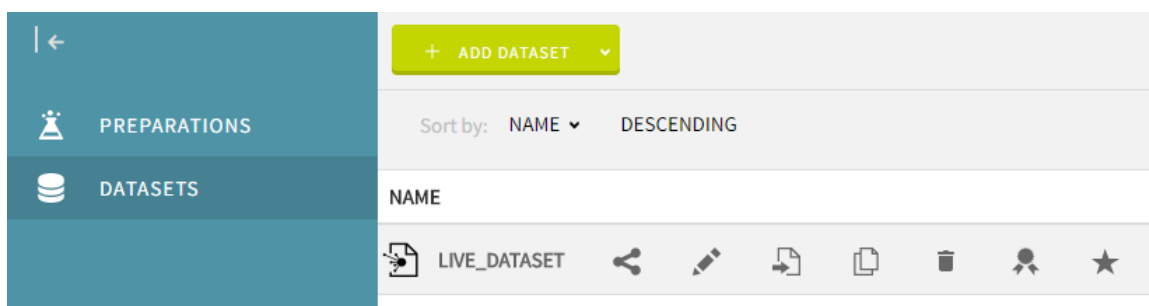 + ADD DATASET
PREPARATIONS
Sort by: NAME DESCENDING
DATASETS
NAME
LIVE_DATASET